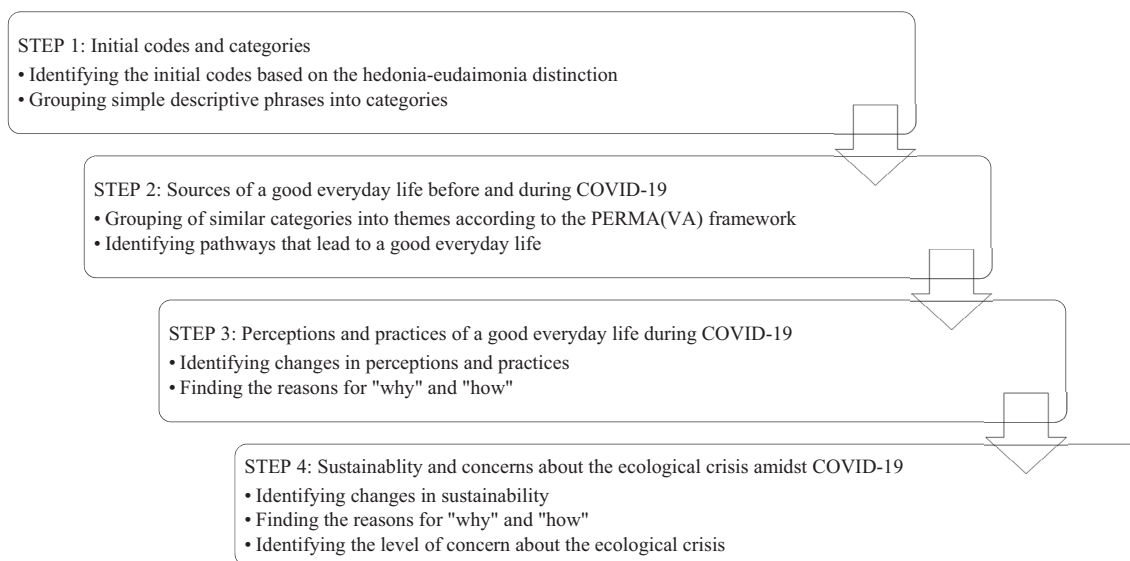 STEP 1: Initial codes and categories
• Identifying the initial codes based on the hedonia-eudaimonia distinction
• Grouping simple descriptive phrases into categories
STEP 2: Sources of a good everyday life before and during COVID-19
• Grouping of similar categories into themes according to the PERMA(VA) framework
• Identifying pathways that lead to a good everyday life
STEP 3: Perceptions and practices of a good everyday life during COVID-19
• Identifying changes in perceptions and practices
• Finding the reasons for "why" and "how"
STEP 4: Sustainablity and concerns about the ecological crisis amidst COVID-19
• Identifying changes in sustainability
• Finding the reasons for "why" and "how"
• Identifying the level of concern about the ecological crisis